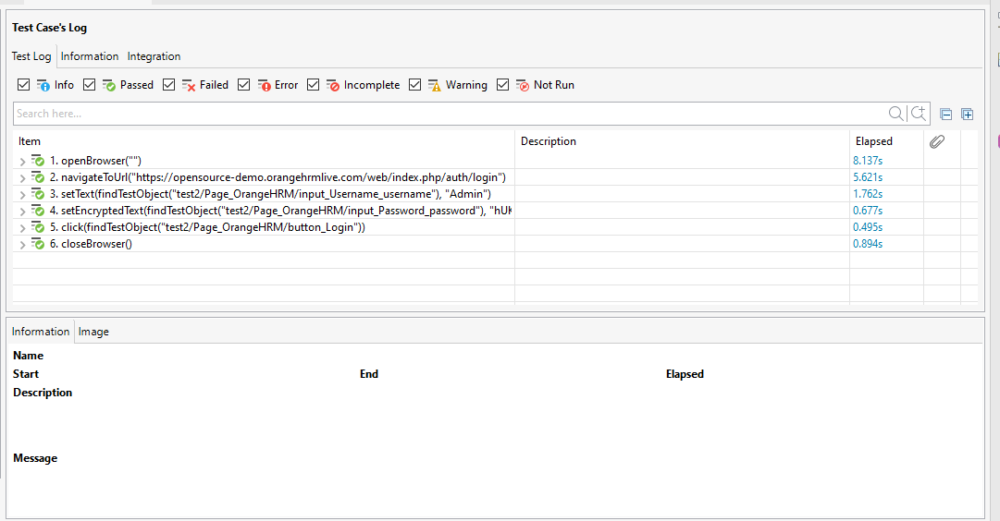 Test Case's Log
Test Log Information Integration
Info Passed Failed Error Incomplete Warning Not Run
Search here...
Item Description Elapsed
1. openBrowser("") 8.137s
2. navigateToUrl("https://opensource-demo.orangehrmlive.com/web/index.php/auth/login") 5.621s
3. setText(findTestObject("test2/Page_OrangeHRM/input_Username_username"), "Admin") 1.762s
4. setEncryptedText(findTestObject("test2/Page_OrangeHRM/input_Password_password"), "hUK 0.677s
5. click(findTestObject("test2/Page_OrangeHRM/button_Login")) 0.495s
6. closeBrowser() 0.894s
Information Image
Name
Start End Elapsed
Description
Message